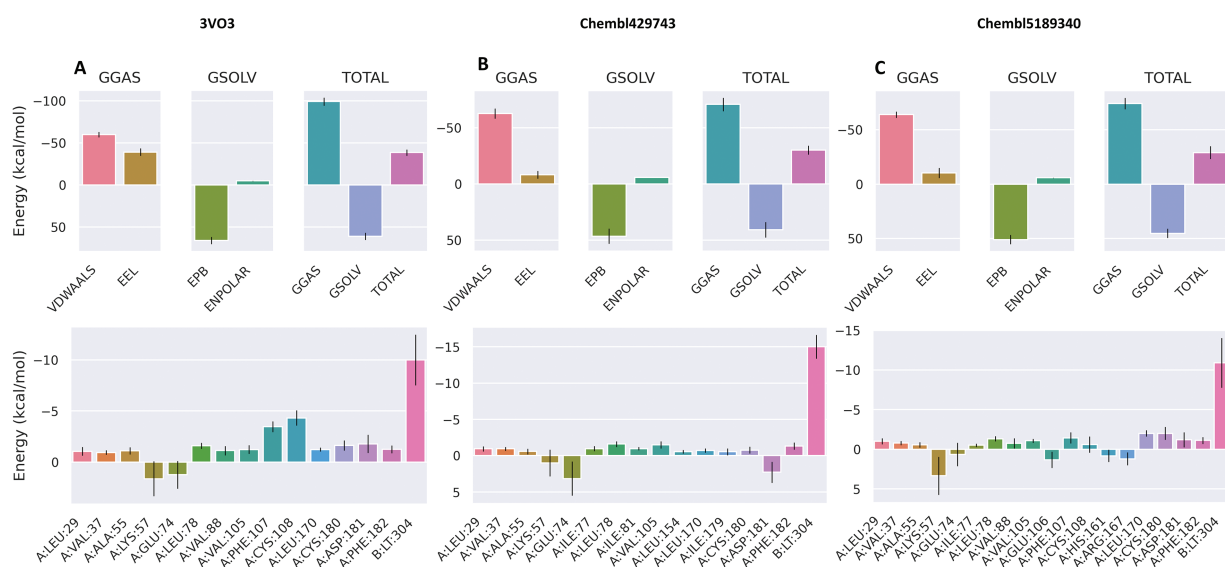 3VO3
Chembl429743
Chembl5189340
A
GGAS
GSOLV
TOTAL
Energy (kcal/mol)
−100
−50
0
50
VDWAALS
EEL
EPB
ENPOLAR
GGAS
GSOLV
TOTAL
B
GGAS
GSOLV
TOTAL
−50
0
50
VDWAALS
EEL
EPB
ENPOLAR
GGAS
GSOLV
TOTAL
C
GGAS
GSOLV
TOTAL
−50
0
50
VDWAALS
EEL
EPB
ENPOLAR
GGAS
GSOLV
TOTAL
Energy (kcal/mol)
−10
−5
0
A:LEU:29
A:VAL:37
A:ALA:55
A:LYS:57
A:GLU:74
A:LEU:78
A:VAL:88
A:VAL:105
A:PHE:107
A:CYS:108
A:LEU:170
A:CYS:180
A:ASP:181
A:PHE:182
B:LT:304
−15
−10
−5
0
5
A:LEU:29
A:VAL:37
A:ALA:55
A:LYS:57
A:GLU:74
A:ILE:77
A:LEU:78
A:ILE:81
A:VAL:105
A:LEU:154
A:LEU:170
A:ILE:179
A:CYS:180
A:ASP:181
A:PHE:182
B:LT:304
−15
−10
−5
0
5
A:LEU:29
A:VAL:37
A:ALA:55
A:LYS:57
A:GLU:74
A:ILE:77
A:LEU:78
A:VAL:88
A:VAL:105
A:GLU:106
A:PHE:107
A:CYS:108
A:HIS:161
A:ARG:167
A:LEU:170
A:CYS:180
A:ASP:181
A:PHE:182
B:LT:304